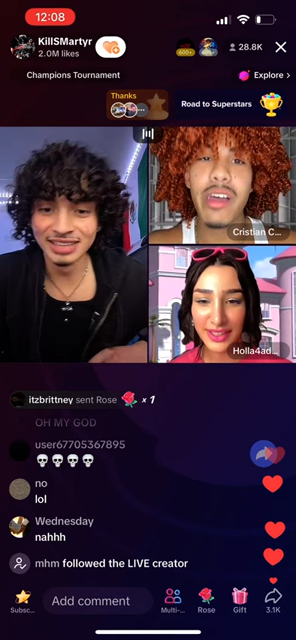 12:08
KillSMartyr
2.0M likes
600+
28.8K
Champions Tournament
Explore >
Thanks
Road to Superstars
Cristian C...
Holla4ad...
itzbrittney sent Rose x 1
OH MY GOD
user67705367895
💀💀💀💀
no
lol
Wednesday
nahhh
mhm followed the LIVE creator
Subsc...
Add comment
Multi-...
Rose
Gift
3.1K